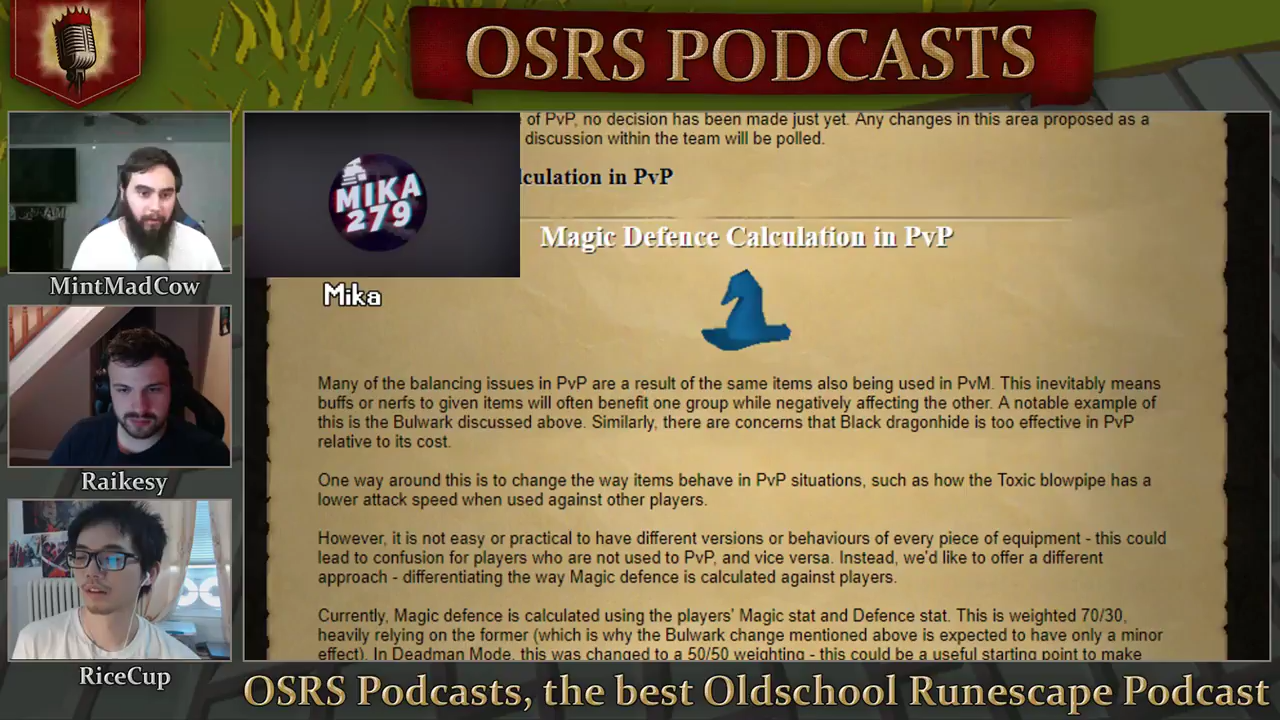 OSRS PODCASTS
MintMadCow
Raikesy
RiceCup
MIKA
279
Mika
of PvP, no decision has been made just yet. Any changes in this area proposed as a
discussion within the team will be polled.
lculation in PvP
Magic Defence Calculation in PvP
Many of the balancing issues in PvP are a result of the same items also being used in PvM. This inevitably means
buffs or nerfs to given items will often benefit one group while negatively affecting the other. A notable example of
this is the Bulwark discussed above. Similarly, there are concerns that Black dragonhide is too effective in PvP
relative to its cost.
One way around this is to change the way items behave in PvP situations, such as how the Toxic blowpipe has a
lower attack speed when used against other players.
However, it is not easy or practical to have different versions or behaviours of every piece of equipment - this could
lead to confusion for players who are not used to PvP, and vice versa. Instead, we'd like to offer a different
approach - differentiating the way Magic defence is calculated against players.
Currently, Magic defence is calculated using the players' Magic stat and Defence stat. This is weighted 70/30,
heavily relying on the former (which is why the Bulwark change mentioned above is expected to have only a minor
effect). In Deadman Mode, this was changed to a 50/50 weighting - this could be a useful starting point to make
OSRS Podcasts, the best Oldschool Runescape Podcast